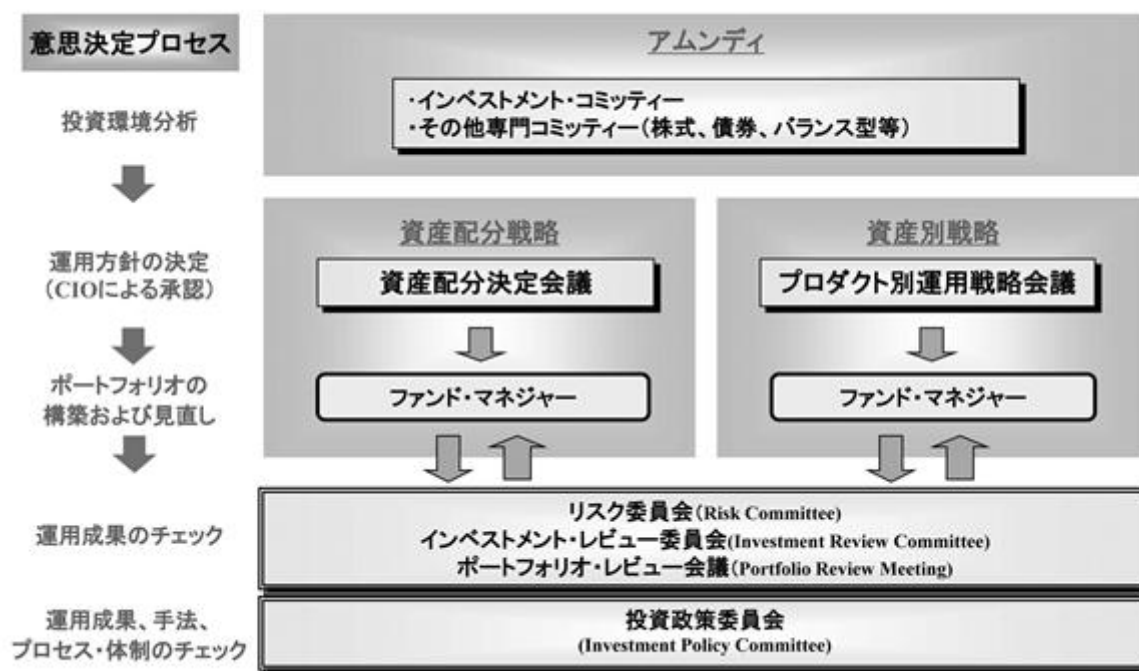 意思決定プロセス
アムンディ
投資環境分析
・インベストメント・コミッティー
・その他専門コミッティー(株式、債券、バランス型等)
資産配分戦略
資産別戦略
運用方針の決定
(CIOによる承認)
資産配分決定会議
プロダクト別運用戦略会議
ポートフォリオの
構築および見直し
ファンド・マネジャー
ファンド・マネジャー
運用成果のチェック
リスク委員会(Risk Committee)
インベストメント・レビュー委員会(Investment Review Committee)
ポートフォリオ・レビュー会議(Portfolio Review Meeting)
運用成果、手法、
プロセス・体制のチェック
投資政策委員会
(Investment Policy Committee)